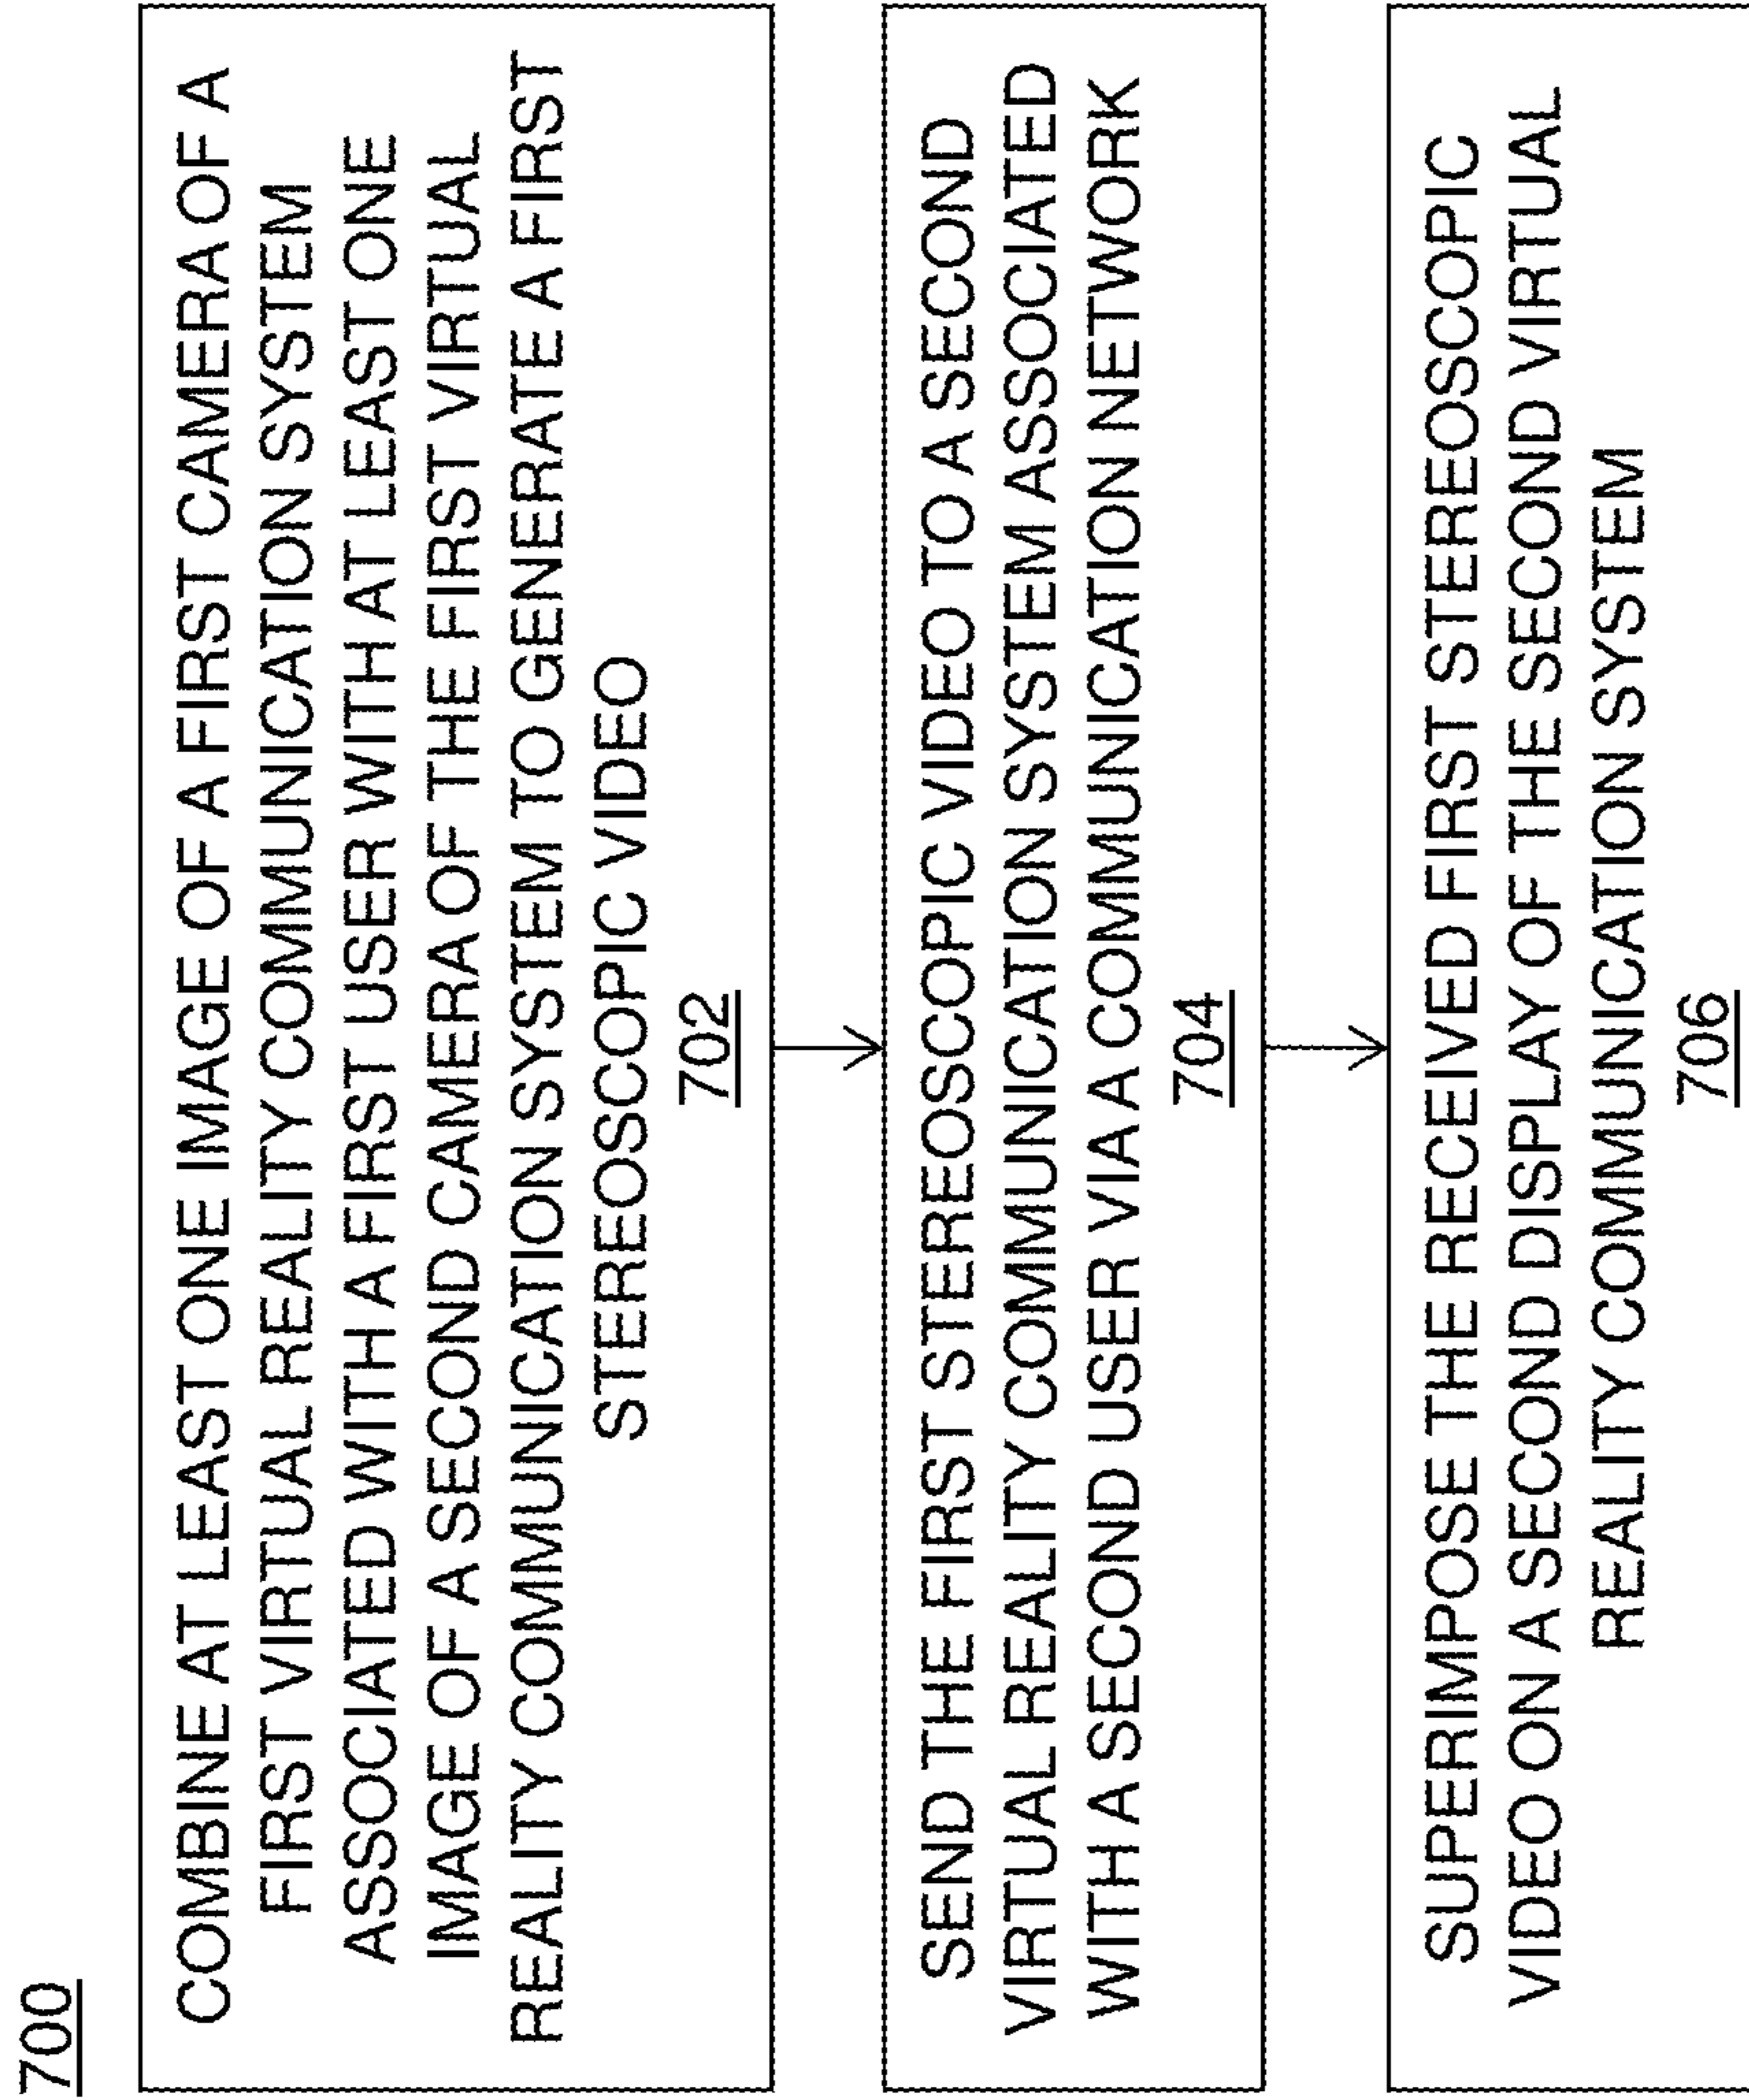 700
COMBINE AT LEAST ONE IMAGE OF A FIRST CAMERA OF A
FIRST VIRTUAL REALITY COMMUNICATION SYSTEM
ASSOCIATED WITH A FIRST USER WITH AT LEAST ONE
IMAGE OF A SECOND CAMERA OF THE FIRST VIRTUAL
REALITY COMMUNICATION SYSTEM TO GENERATE A FIRST
STEREOSCOPIC VIDEO
702
SEND THE FIRST STEREOSCOPIC VIDEO TO A SECOND
VIRTUAL REALITY COMMUNICATION SYSTEM ASSOCIATED
WITH A SECOND USER VIA A COMMUNICATION NETWORK
704
SUPERIMPOSE THE RECEIVED FIRST STEREOSCOPIC
VIDEO ON A SECOND DISPLAY OF THE SECOND VIRTUAL
REALITY COMMUNICATION SYSTEM
706